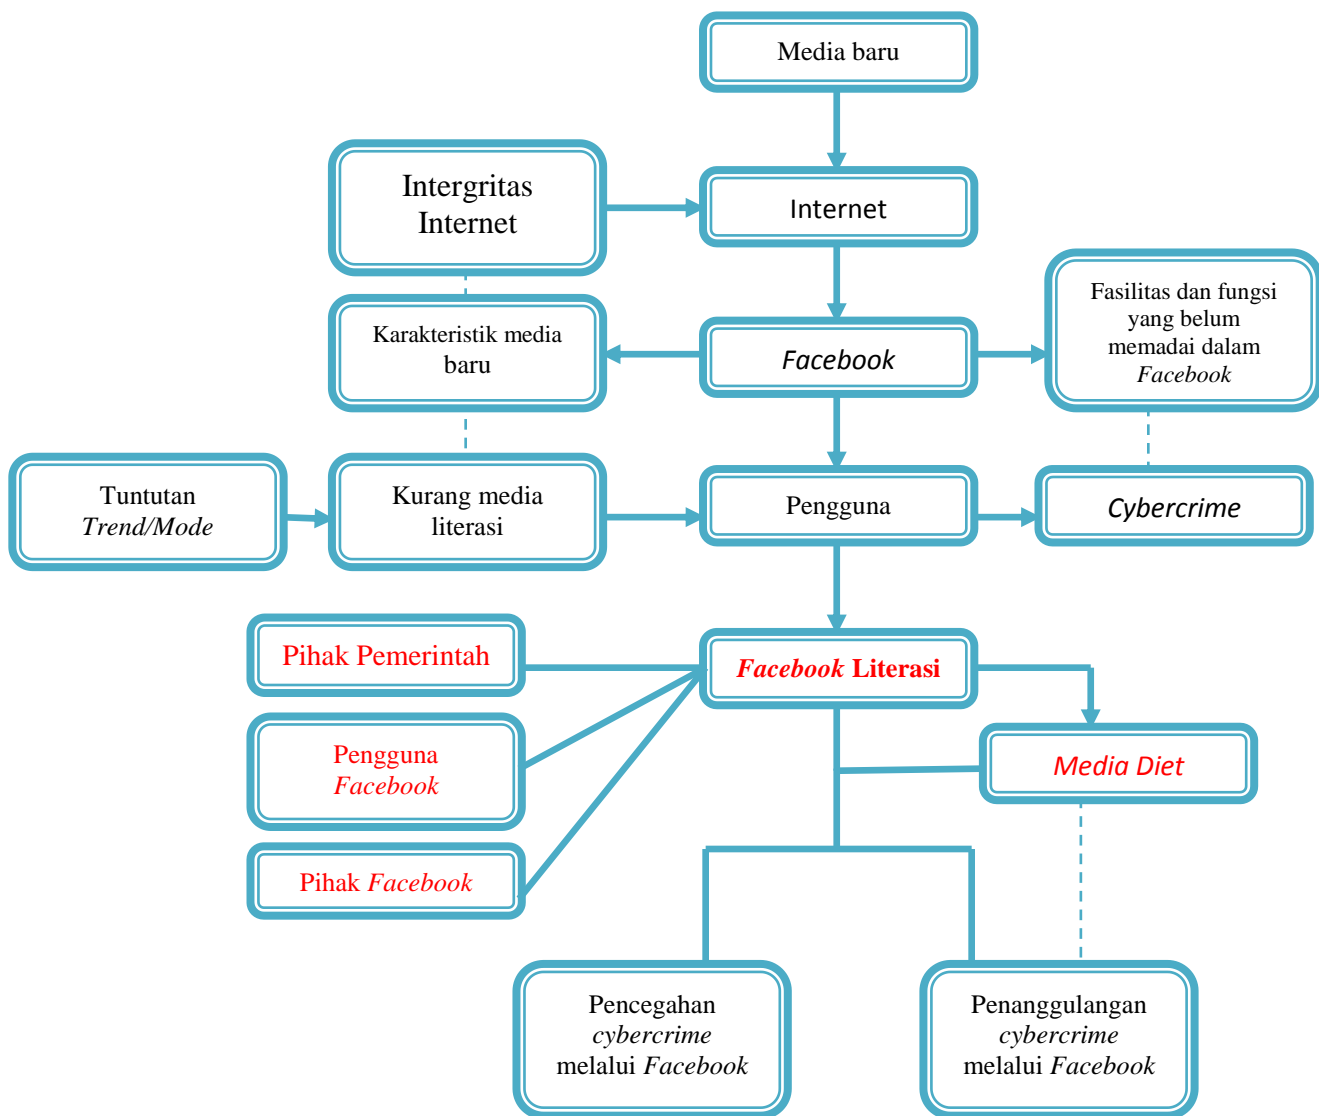 Media baru
Intergritas
Internet
Internet
Fasilitas dan fungsi
yang belum
memadai dalam
Facebook
Karakteristik media
baru
Facebook
Tuntutan
Trend/Mode
Kurang media
literasi
Pengguna
Cybercrime
Pihak Pemerintah
Facebook Literasi
Pengguna
Facebook
Media Diet
Pihak Facebook
Pencegahan
cybercrime
melalui Facebook
Penanggulangan
cybercrime
melalui Facebook